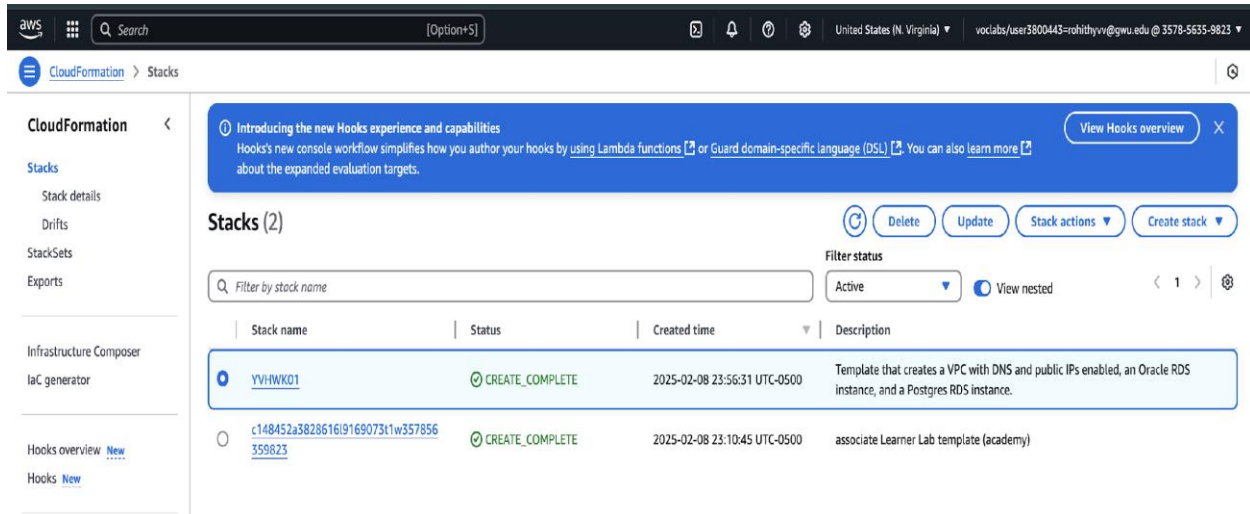 aws
Search
[Option+S]
United States (N. Virginia) ▼
voclabs/user3800443=rohithyvv@gwu.edu @ 3578-5635-9823 ▼
CloudFormation > Stacks
CloudFormation
Stacks
Stack details
Drifts
StackSets
Exports
Infrastructure Composer
IaC generator
Hooks overview New
Hooks New
Introducing the new Hooks experience and capabilities
Hooks's new console workflow simplifies how you author your hooks by using Lambda functions or Guard domain-specific language (DSL). You can also learn more
about the expanded evaluation targets.
View Hooks overview
Stacks (2)
Delete
Update
Stack actions ▼
Create stack ▼
Filter by stack name
Filter status
Active
View nested
1
Stack name
Status
Created time
Description
YVHWK01
CREATE_COMPLETE
2025-02-08 23:56:31 UTC-0500
Template that creates a VPC with DNS and public IPs enabled, an Oracle RDS
instance, and a Postgres RDS instance.
c148452a3828616l9169073t1w357856
359823
CREATE_COMPLETE
2025-02-08 23:10:45 UTC-0500
associate Learner Lab template (academy)